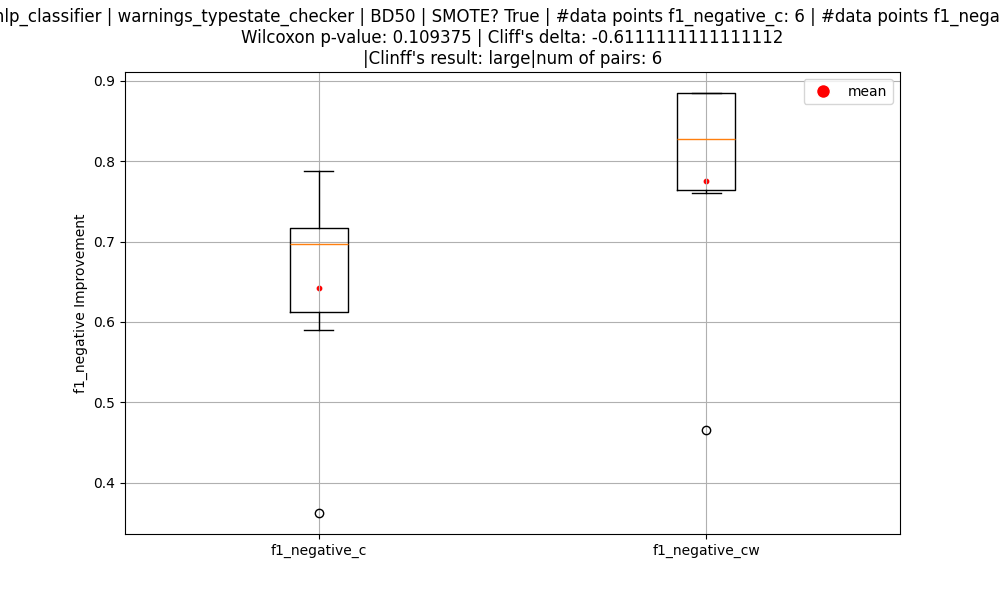 lp_classifier | warnings_typestate_checker | BD50 | SMOTE? True | #data points f1_negative_c: 6 | #data points f1_nega
Wilcoxon p-value: 0.109375 | Cliff's delta: -0.6111111111111112
|Clinff's result: large|num of pairs: 6
mean
0.9
0.8
0.7
0.6
0.5
0.4
f1_negative Improvement
f1_negative_c
f1_negative_cw